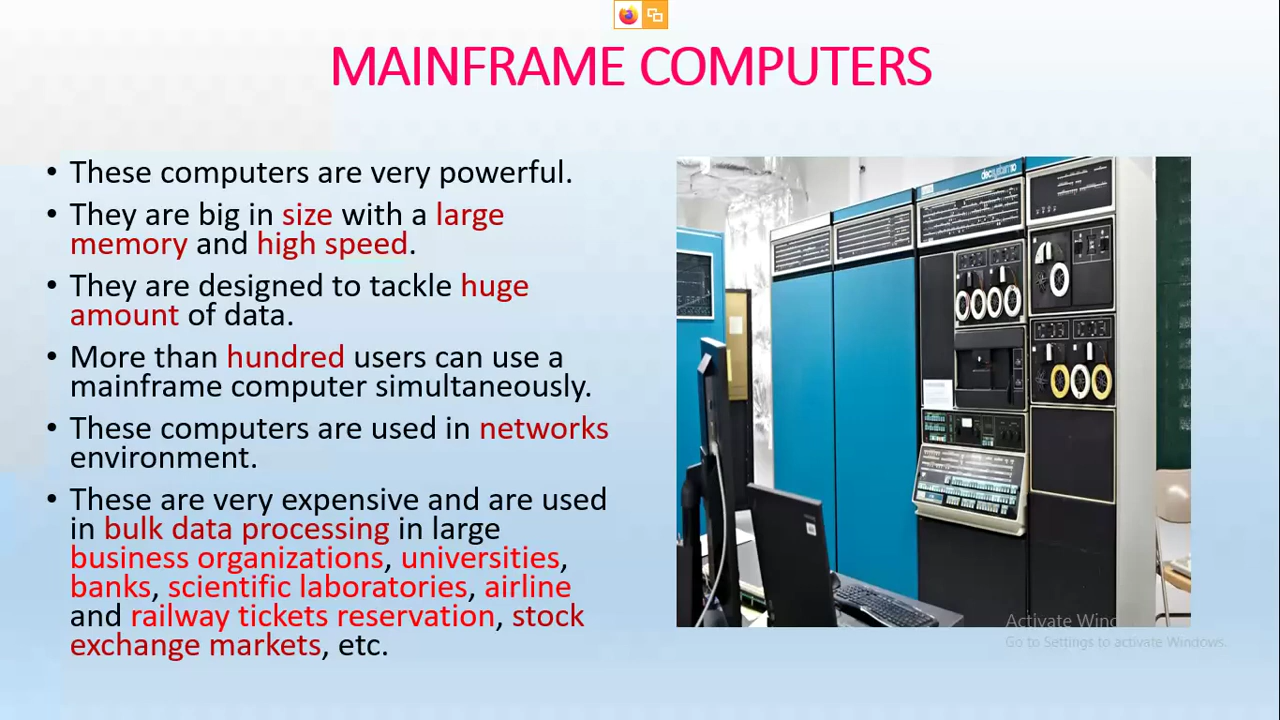 MAINFRAME COMPUTERS
• These computers are very powerful.
• They are big in size with a large
memory and high speed.
• They are designed to tackle huge
amount of data.
• More than hundred users can use a
mainframe computer simultaneously.
• These computers are used in networks
environment.
• These are very expensive and are used
in bulk data processing in large
business organizations, universities,
banks, scientific laboratories, airline
and railway tickets reservation, stock
exchange markets, etc.
decsystem10
Activate Wind
Go to Settings to activate Windows.